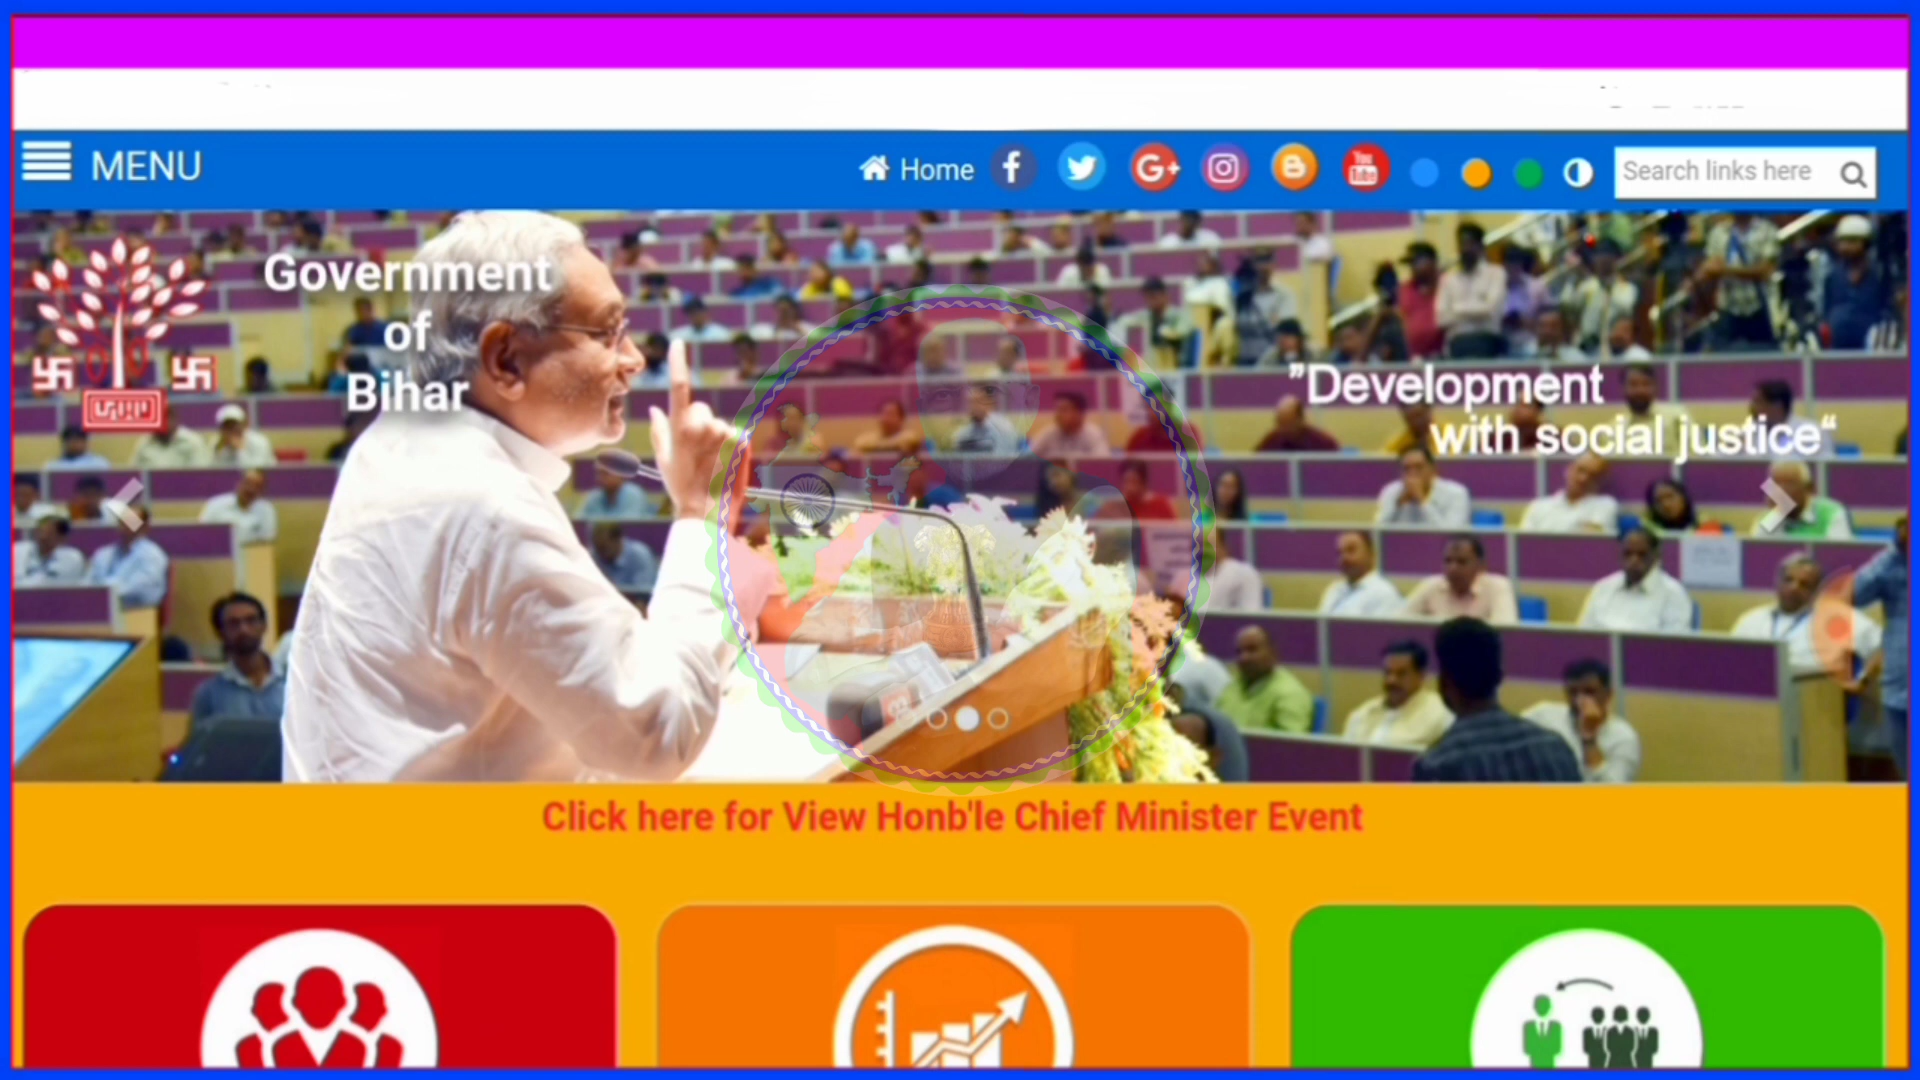 MENU
Home
Search links here
Government
of
Bihar
"Development
with social justice“
Click here for View Honb'le Chief Minister Event